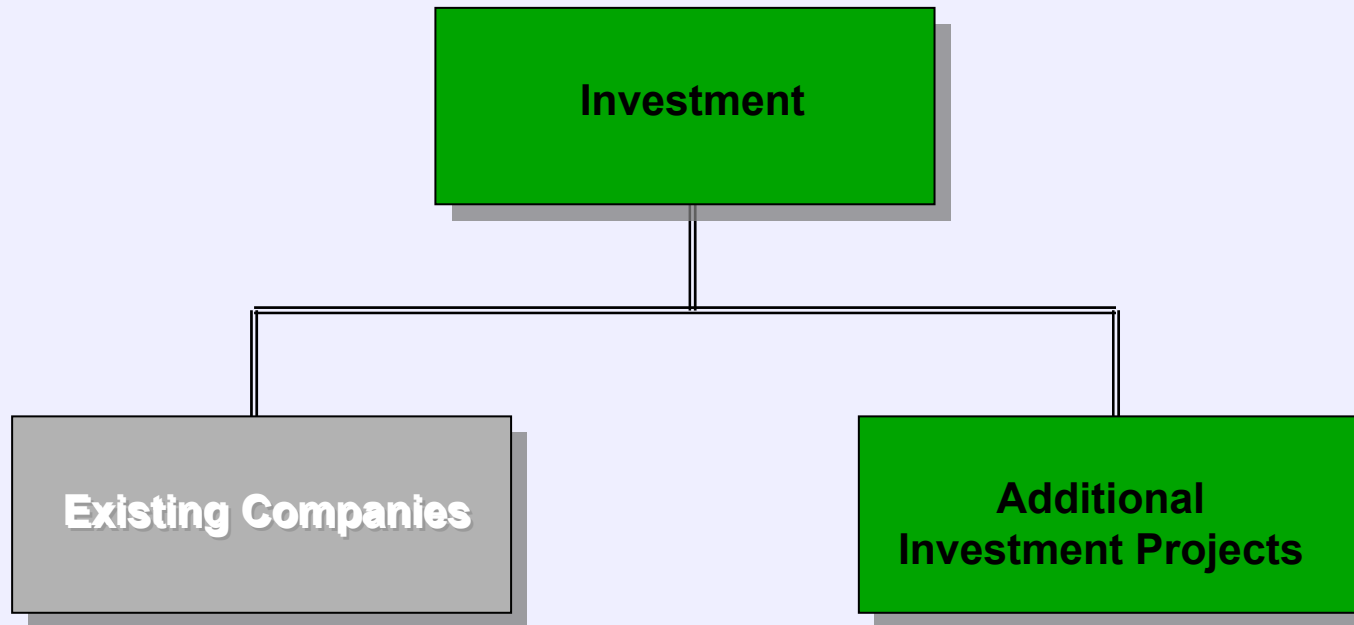 Investment
Existing Companies
Additional
Investment Projects